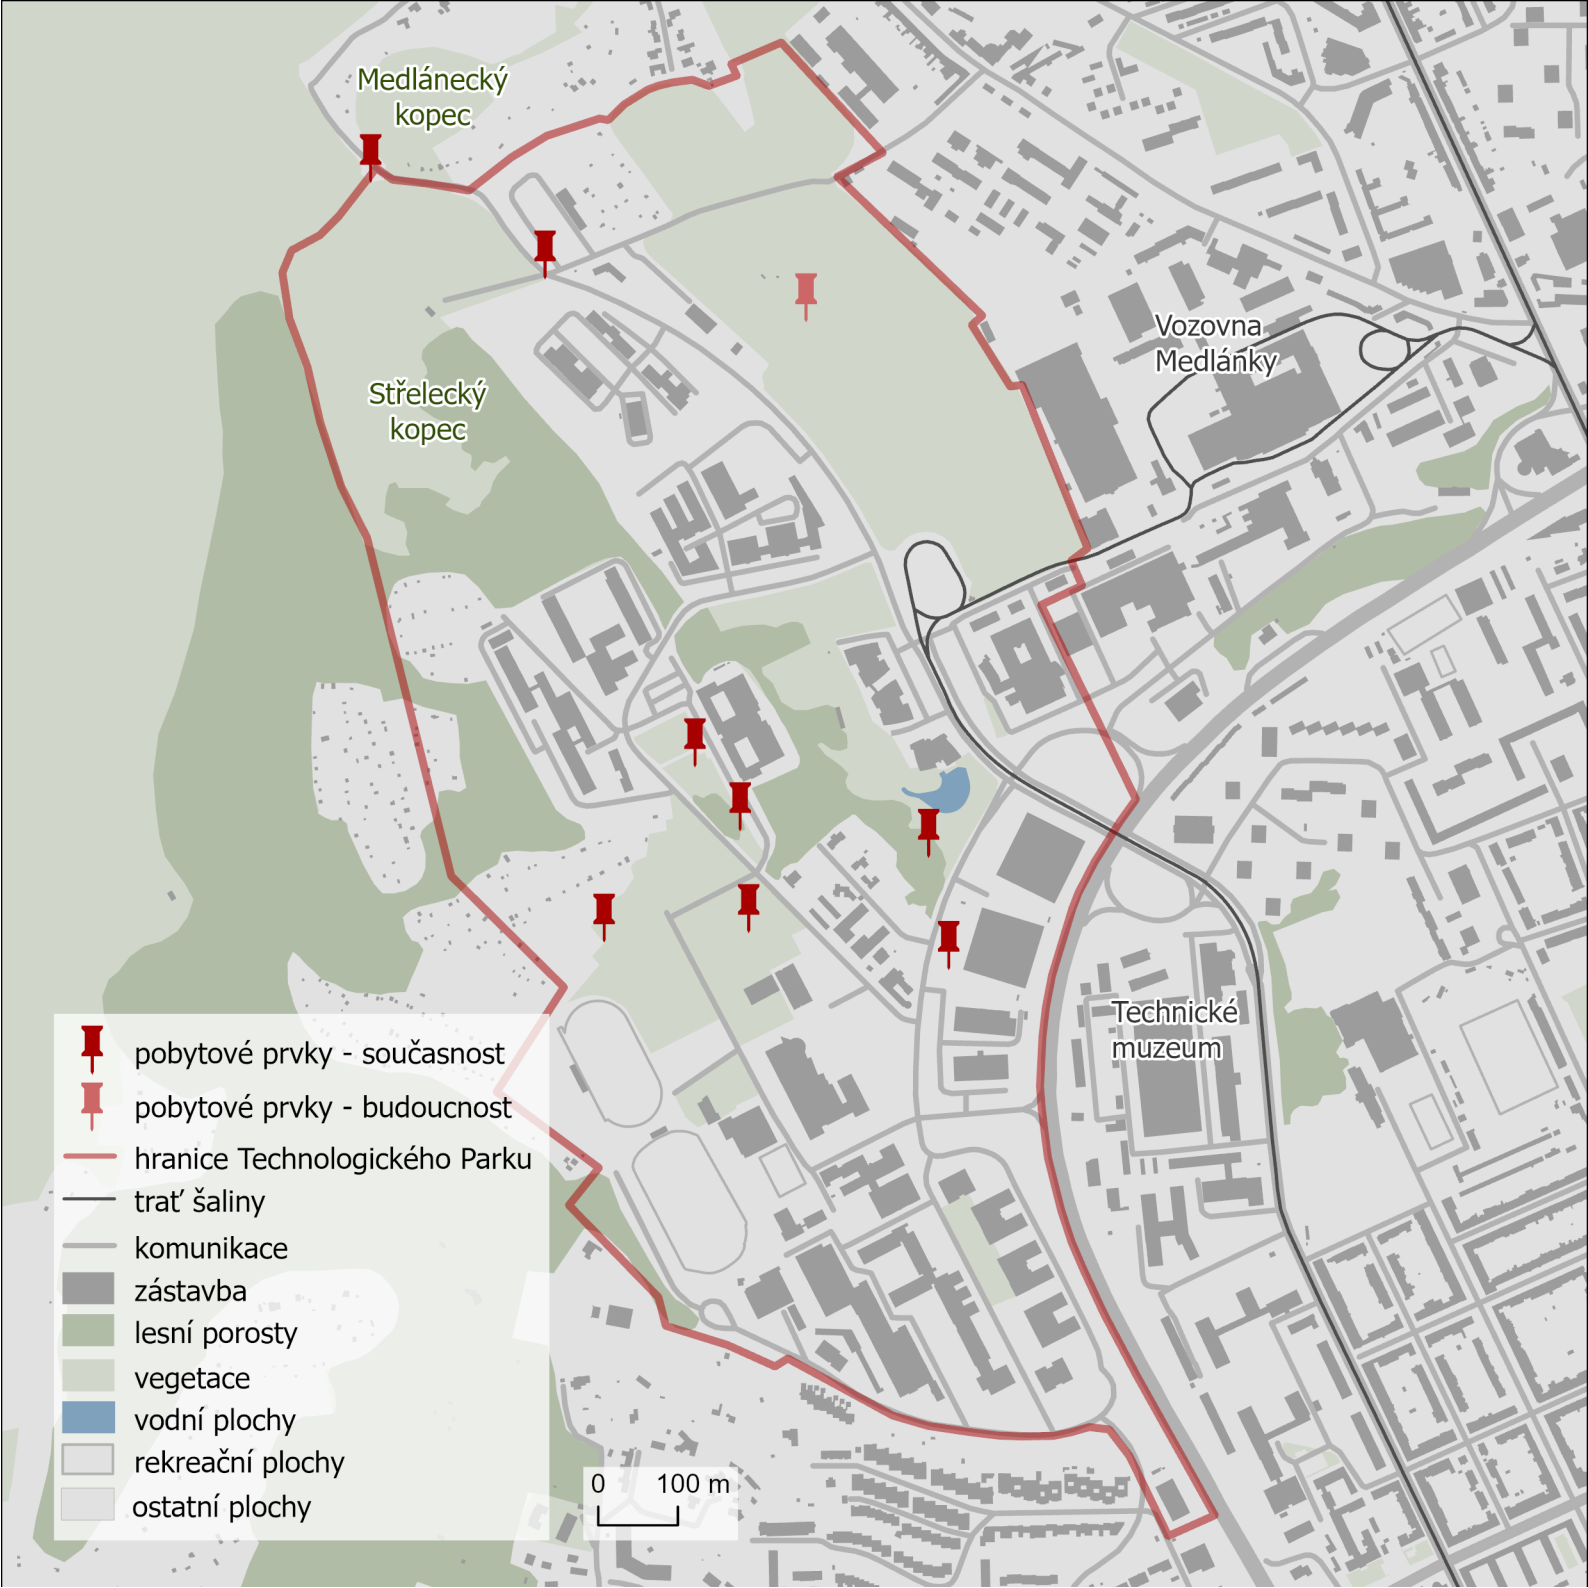 Medlánecký
kopec
Střelecký
kopec
Vozovna
Medlánky
Technické
muzeum
pobytové prvky - současnost
pobytové prvky - budoucnost
hranice Technologického Parku
trať šaliny
komunikace
zástavba
lesní porosty
vegetace
vodní plochy
rekreační plochy
ostatní plochy
0 100 m